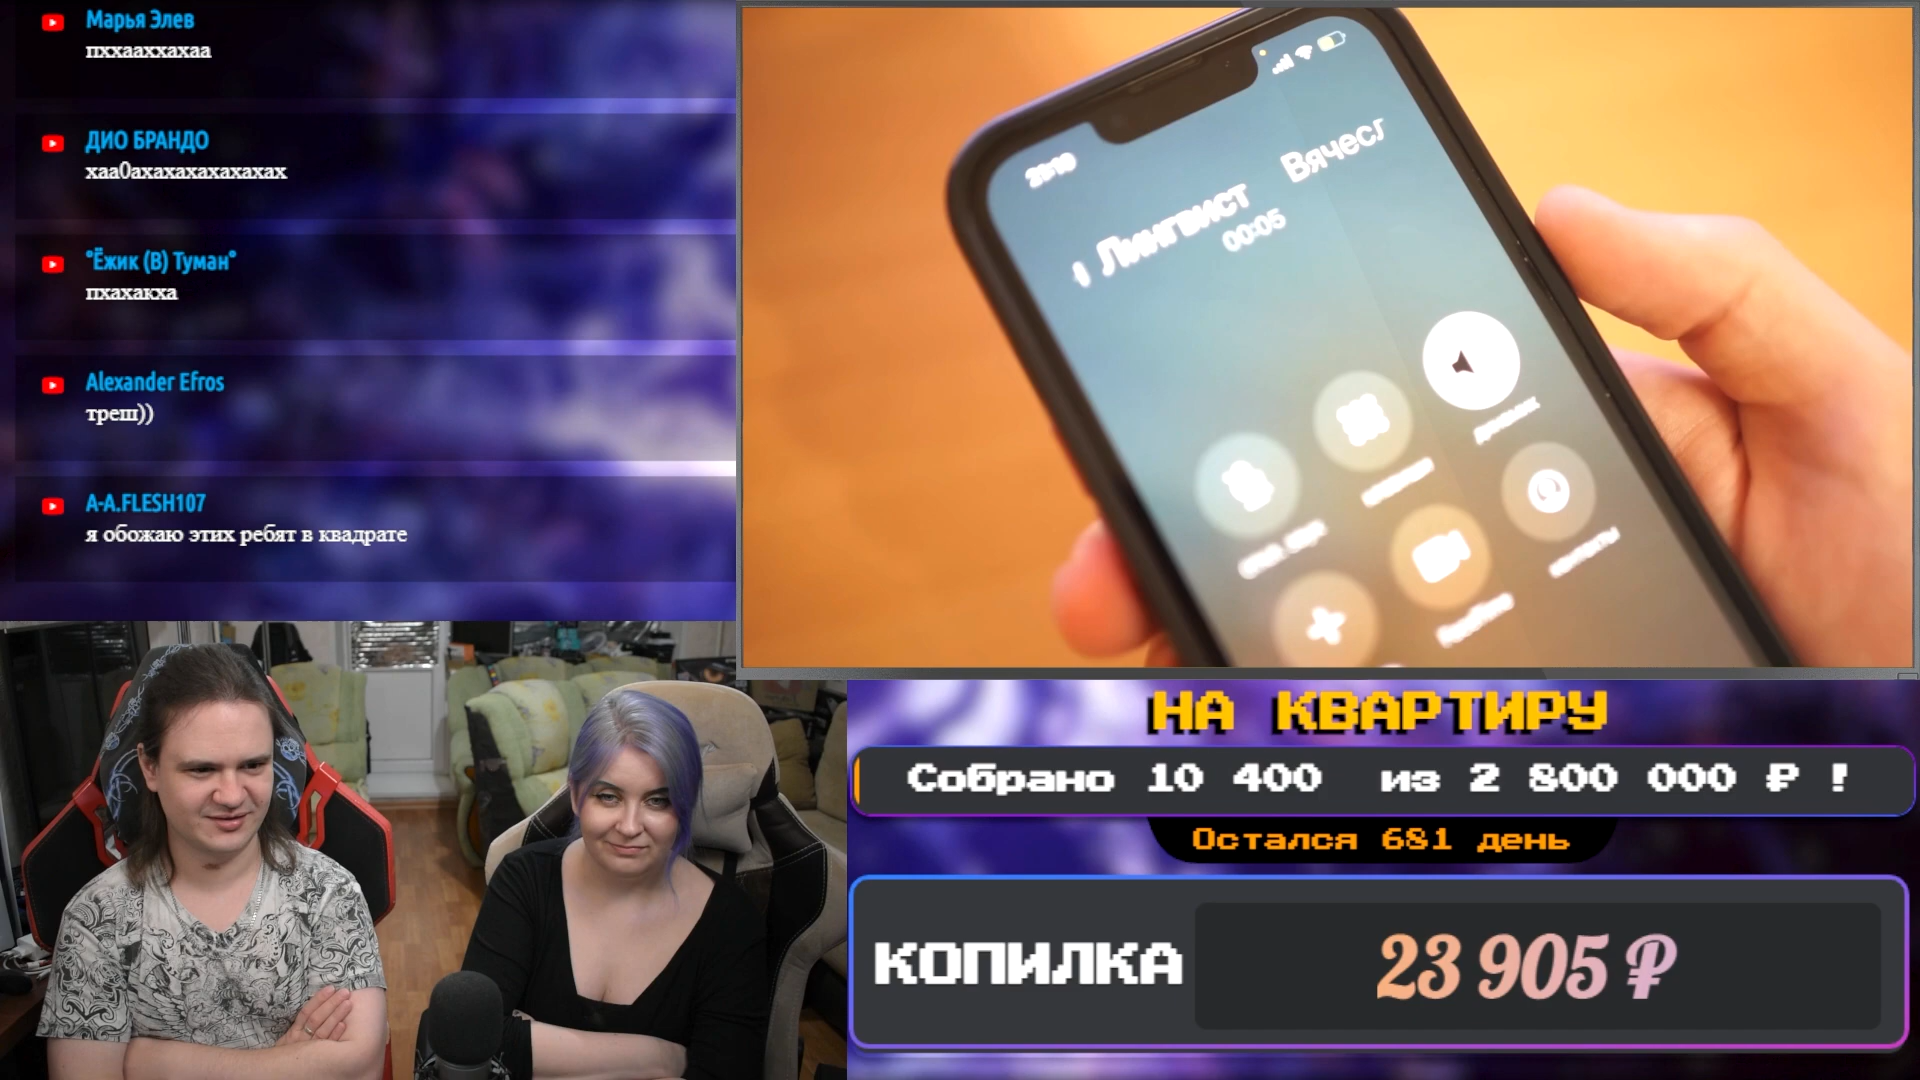 Марья Элев
пххааххахаа
ДИО БРАНДО
хаа0ахахахахахахах
°Ёжик (В) Туман°
пхахакха
Alexander Efros
треш))
A-A.FLESH107
я обожаю этих ребят в квадрате
Лингвист Вячесл
00:05
НА КВАРТИРУ
Собрано 10 400 из 2 800 000 ₽ !
Остался 681 день
КОПИЛКА
23 905 ₽